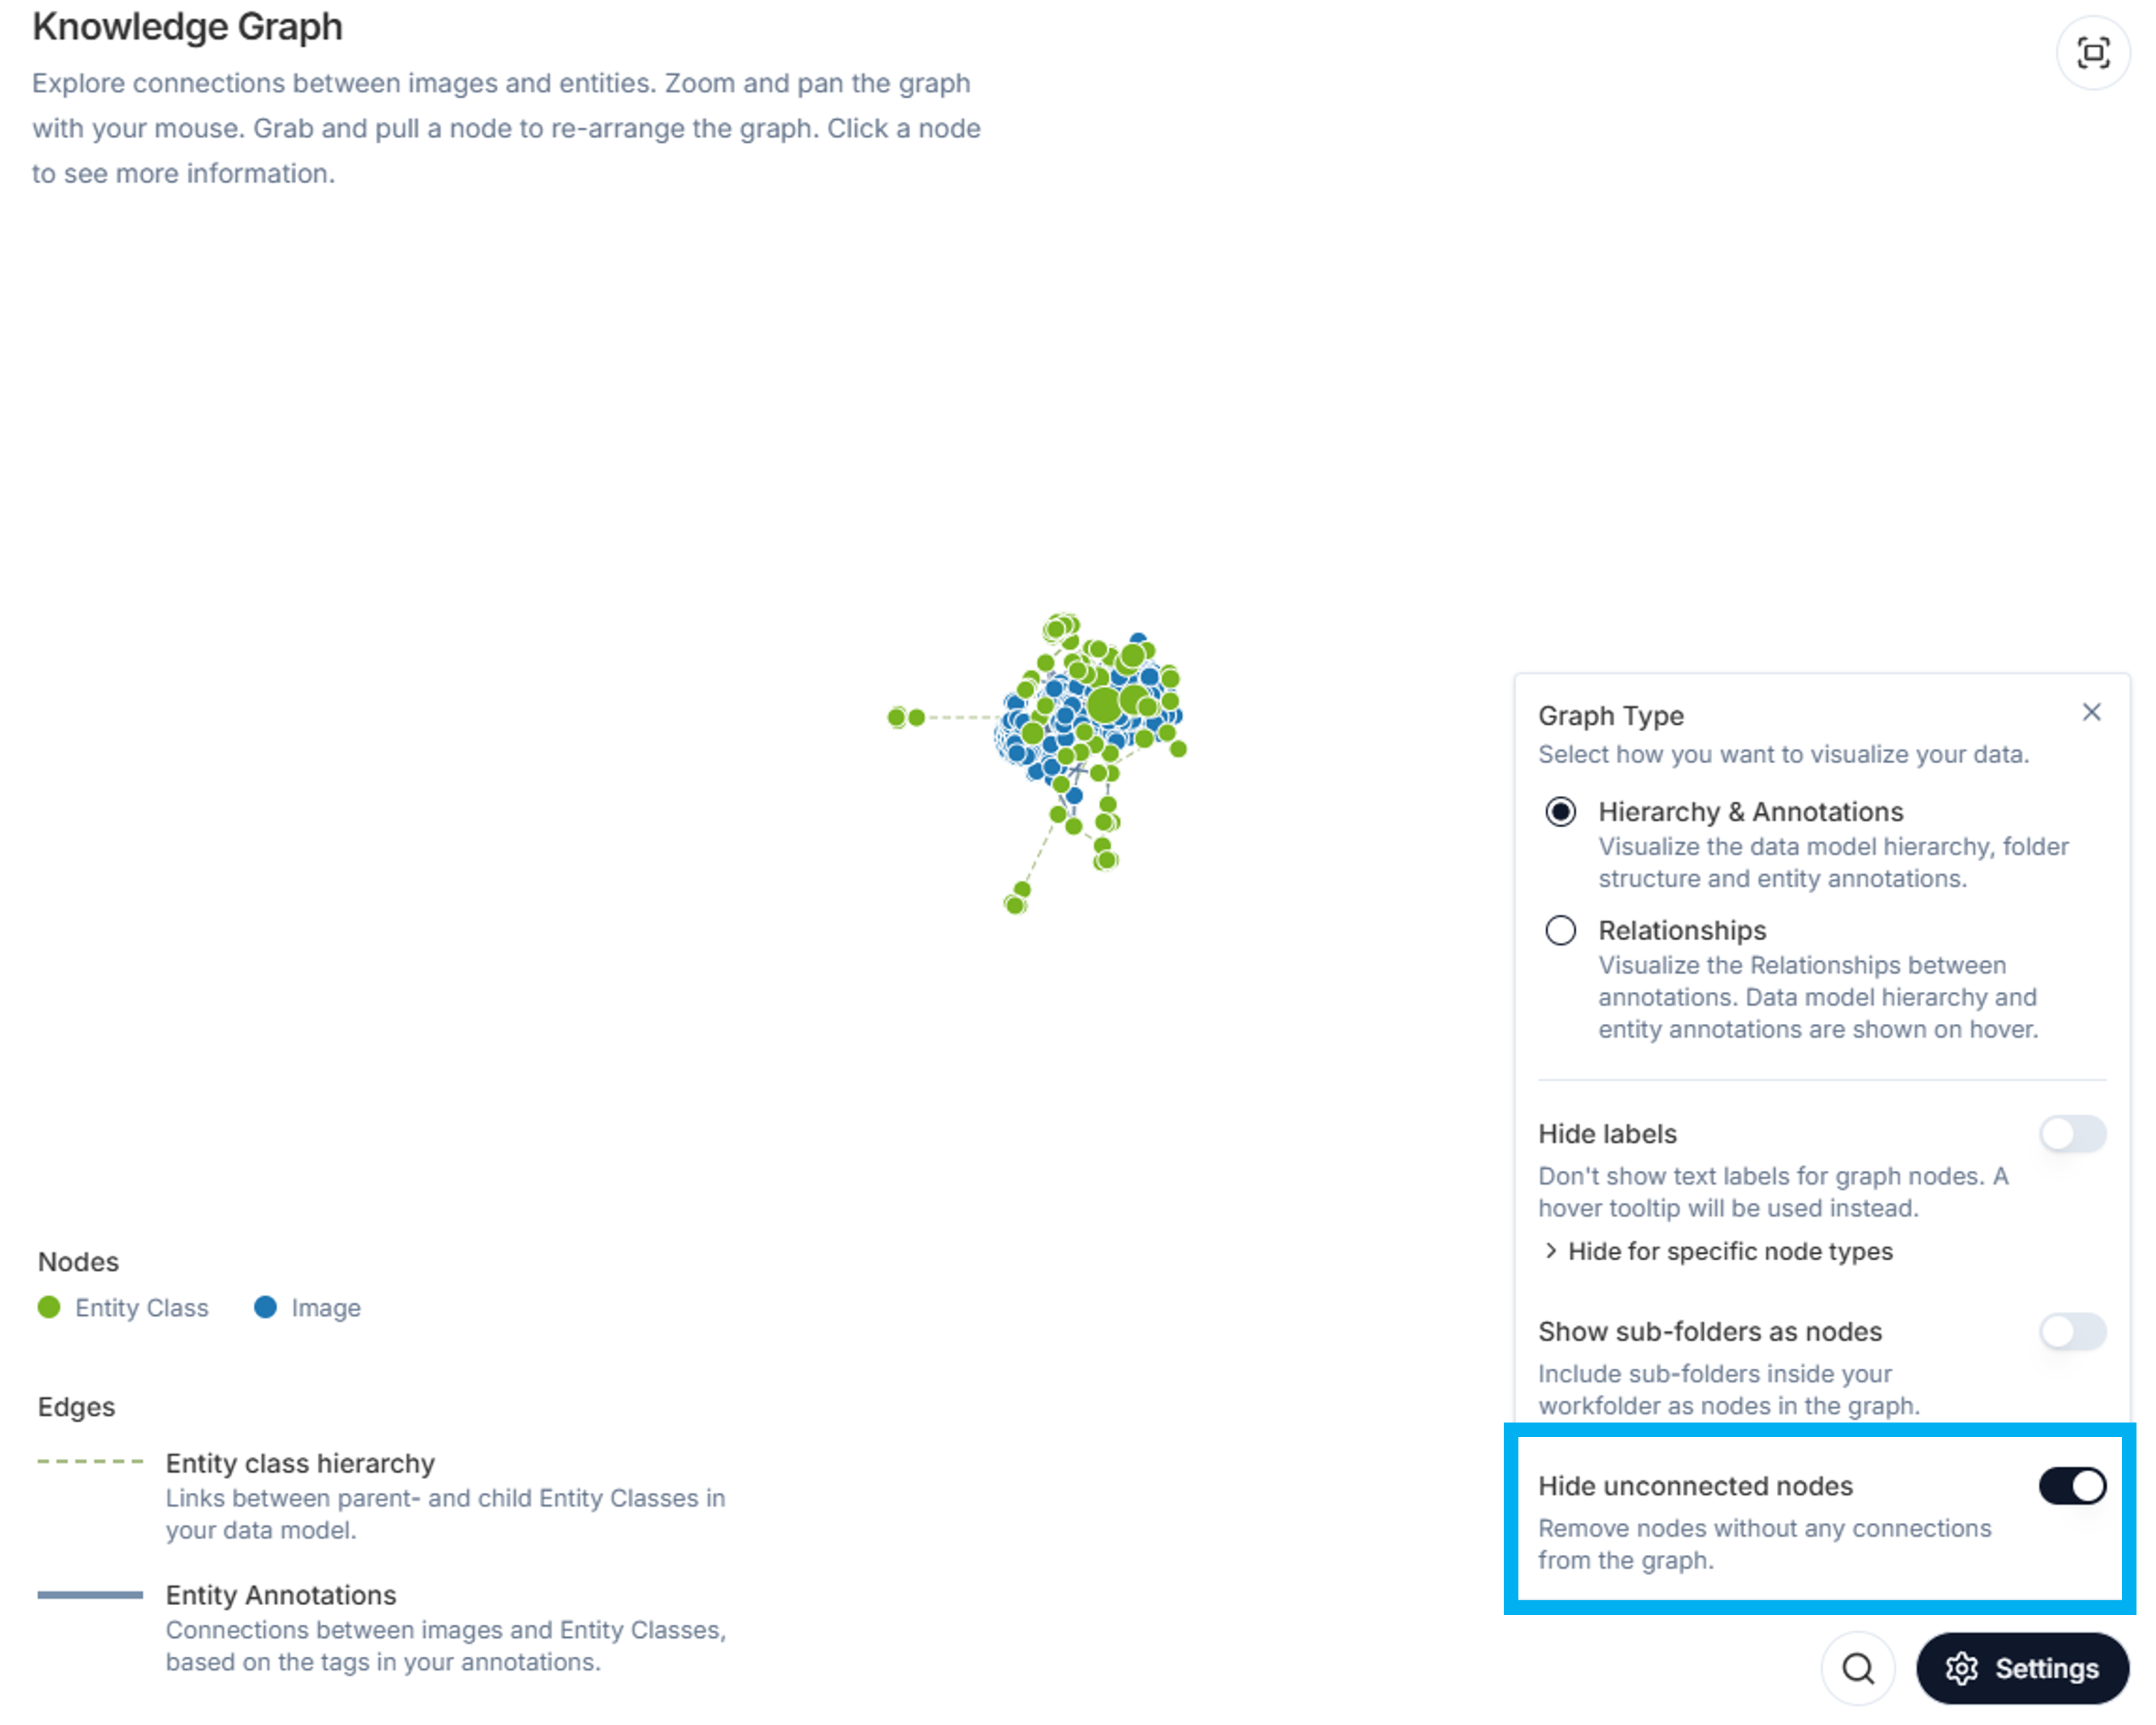 Knowledge Graph
Explore connections between images and entities. Zoom and pan the graph
with your mouse. Grab and pull a node to re-arrange the graph. Click a node
to see more information.
Graph Type
Select how you want to visualize your data.
Hierarchy & Annotations
Visualize the data model hierarchy, folder
structure and entity annotations.
Relationships
Visualize the Relationships between
annotations. Data model hierarchy and
entity annotations are shown on hover.
Hide labels
Don't show text labels for graph nodes. A
hover tooltip will be used instead.
Hide for specific node types
Show sub-folders as nodes
Include sub-folders inside your
workfolder as nodes in the graph.
Hide unconnected nodes
Remove nodes without any connections
from the graph.
Settings
Nodes
Entity Class
Image
Edges
Entity class hierarchy
Links between parent- and child Entity Classes in
your data model.
Entity Annotations
Connections between images and Entity Classes,
based on the tags in your annotations.